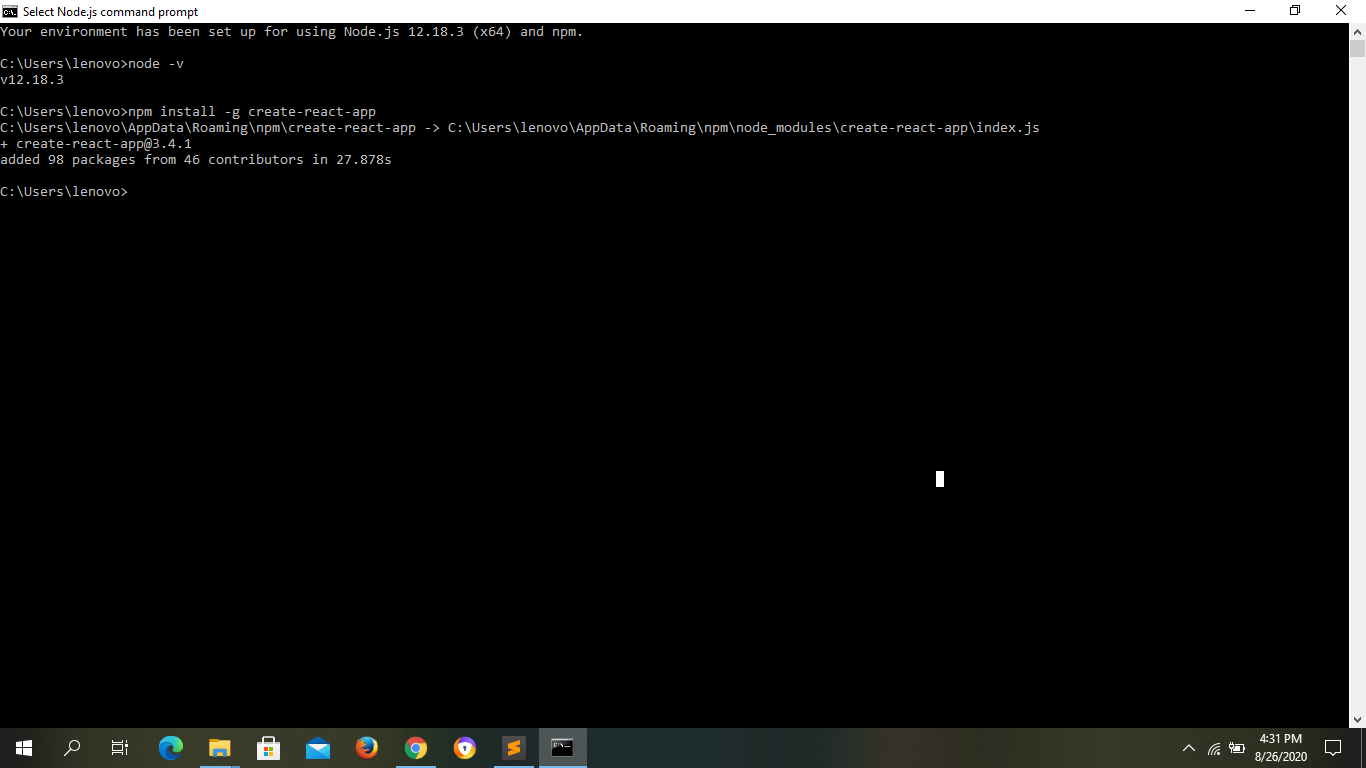 Select Node.js command prompt
Your environment has been set up for using Node.js 12.18.3 (x64) and npm.
C:\Users\lenovo>node -v
v12.18.3
C:\Users\lenovo>npm install -g create-react-app
C:\Users\lenovo\AppData\Roaming\npm\create-react-app -> C:\Users\lenovo\AppData\Roaming\npm\node_modules\create-react-app\index.js
+ create-react-app@3.4.1
added 98 packages from 46 contributors in 27.878s
C:\Users\lenovo>
4:31 PM
8/26/2020